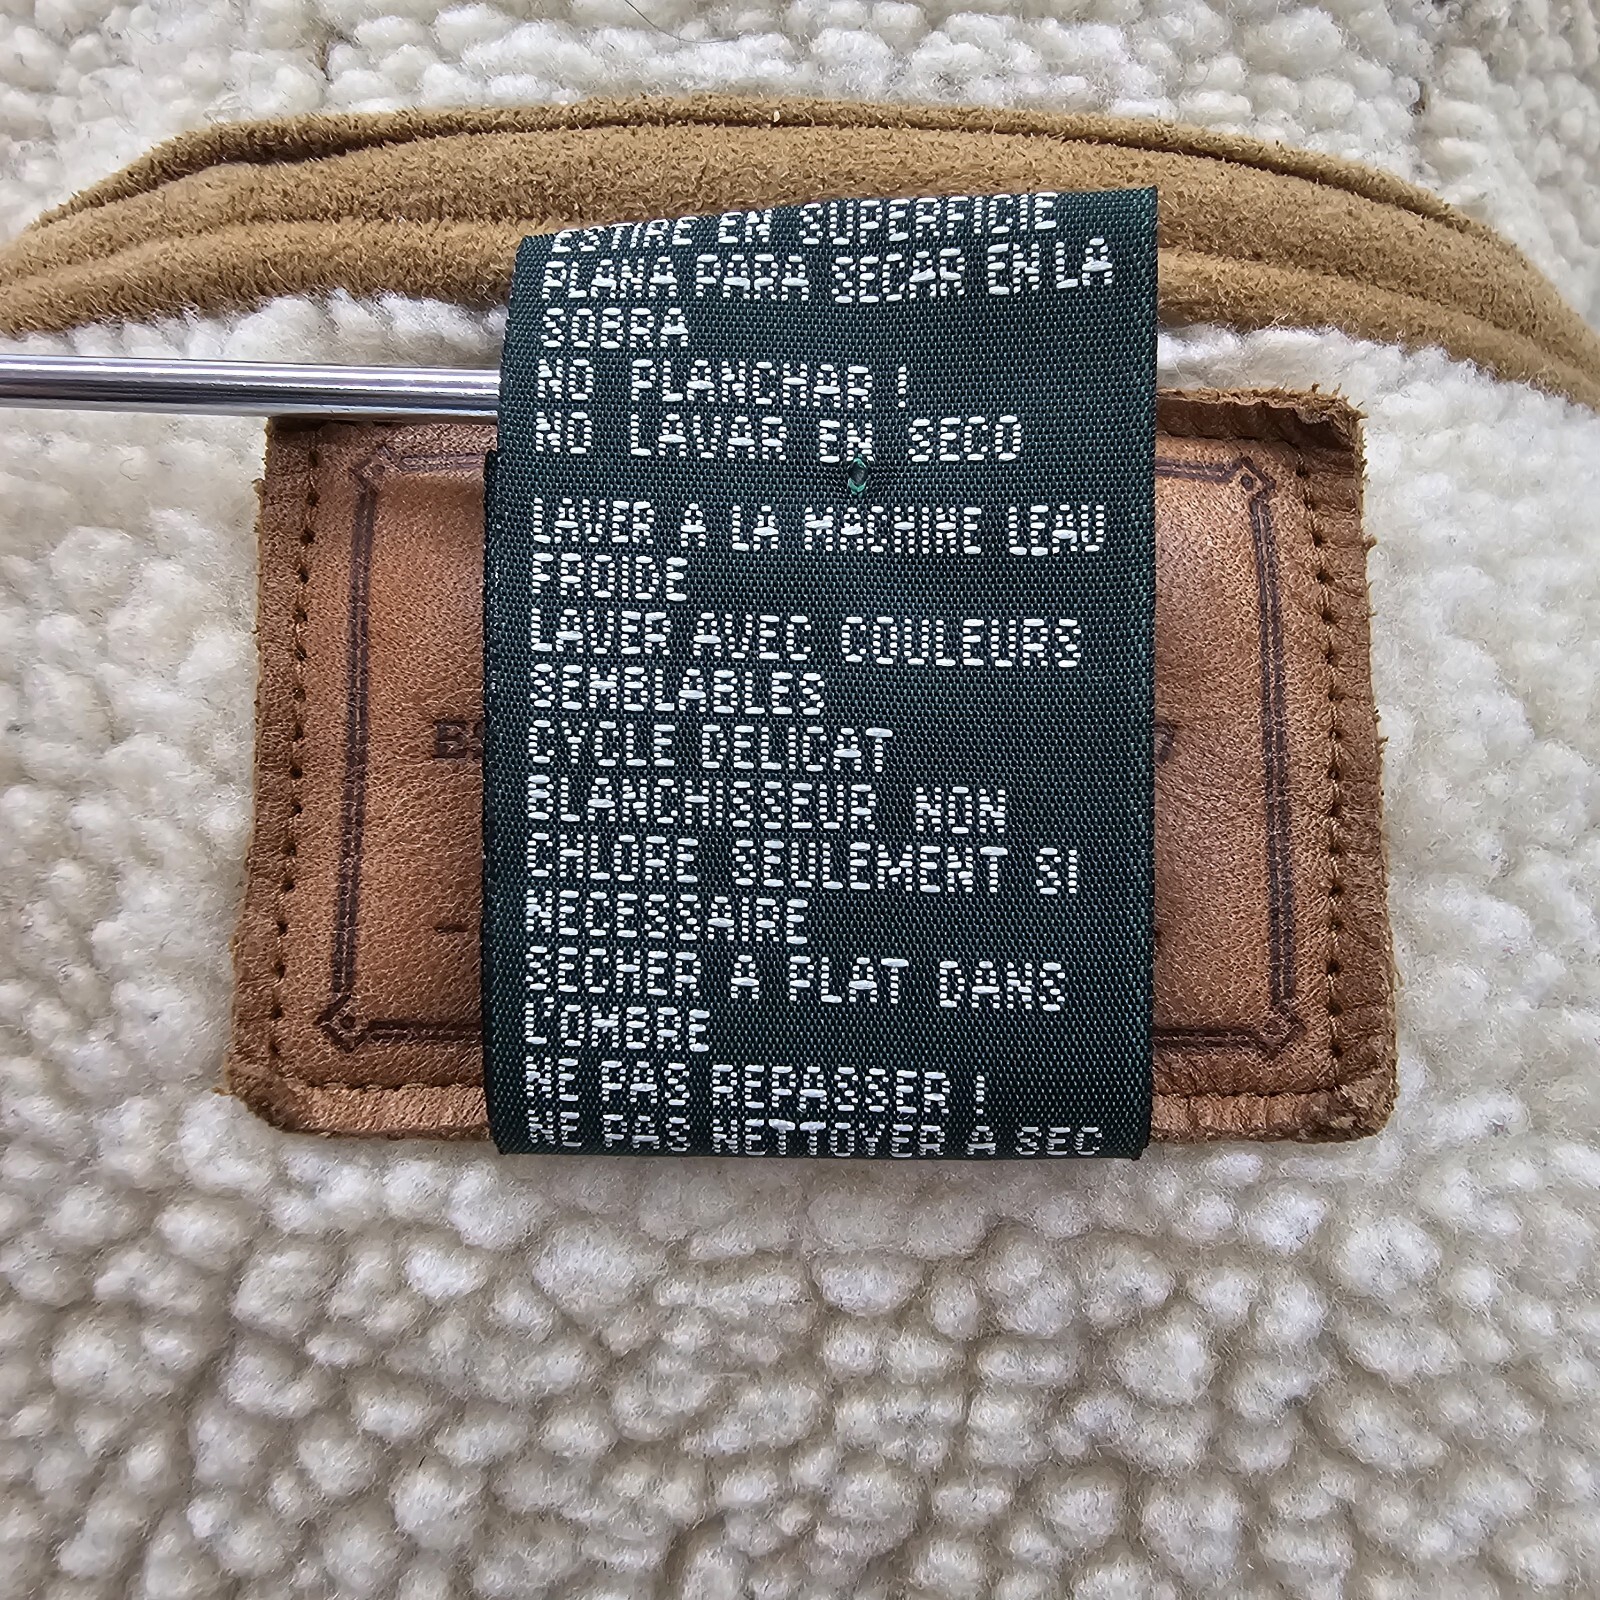 ESTIRE EN SUPERFICIE
PLANA PARA SECAR EN LA
SOBRA
NO PLANCHAR !
NO LAVAR EN SECO
LAVER A LA MACHINE LEAU
FROIDE
LAVER AVEC COULEURS
SEMBLABLES
CYCLE DELICAT
BLANCHISSEUR NON
CHLORE SEULEMENT SI
NECESSAIRE
SECHER A PLAT DANS
L'OMBRE
NE PAS REPASSER !
NE PAS NETTOYER A SEC